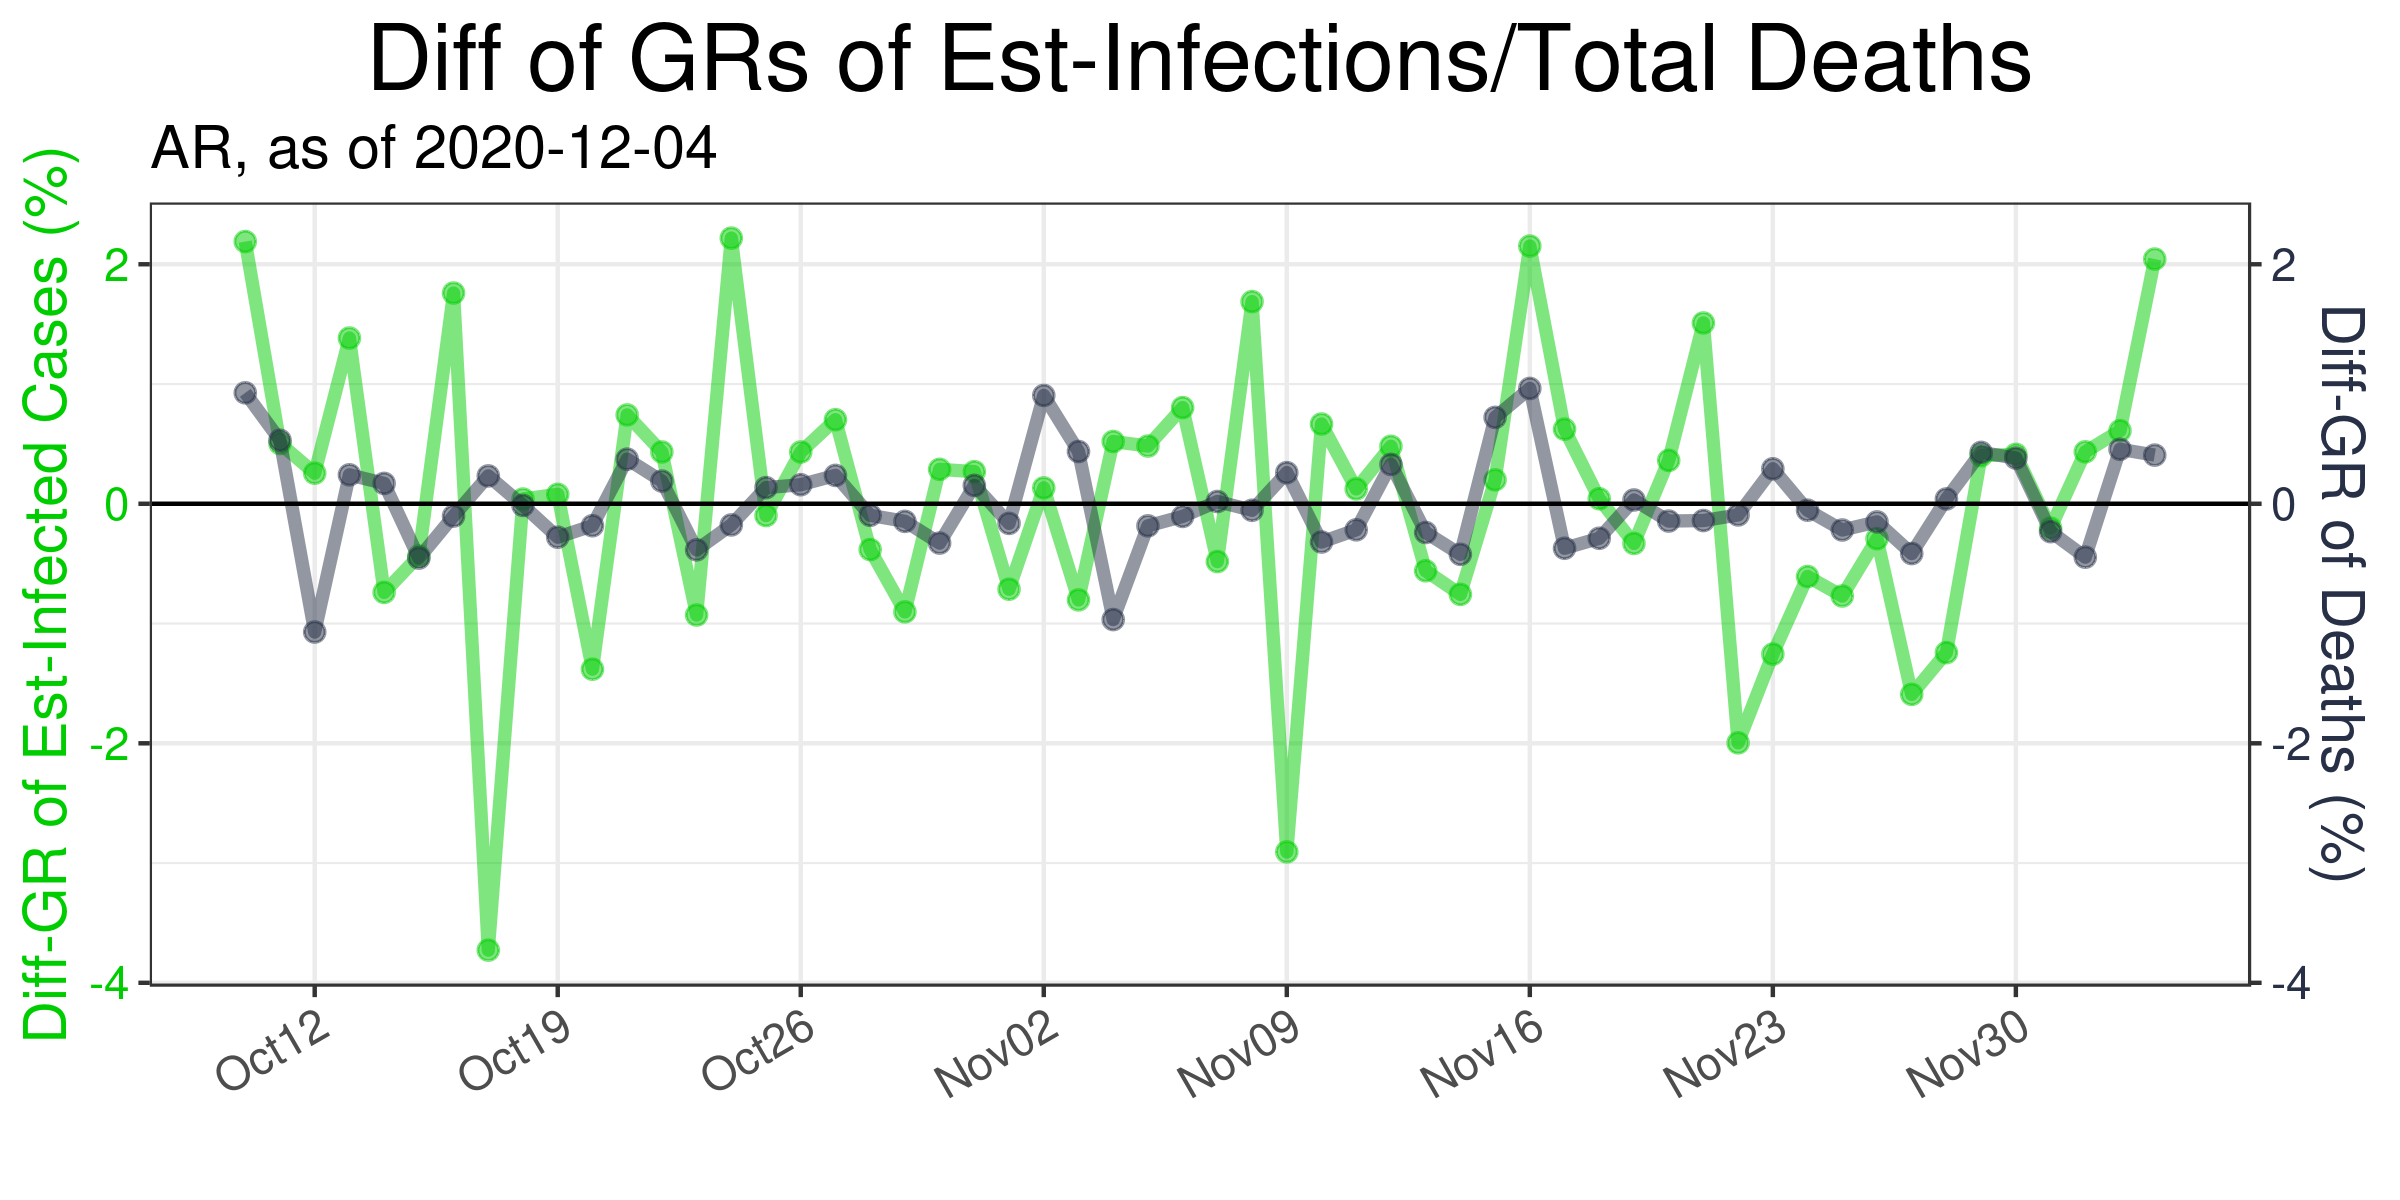 Diff of GRs of Est-Infections/Total Deaths
AR, as of 2020-12-04
Diff-GR of Est-Infected Cases (%)
2
0
-2
-4
2
0
-2
-4
Diff-GR of Deaths (%)
Oct12
Oct19
Oct26
Nov02
Nov09
Nov16
Nov23
Nov30